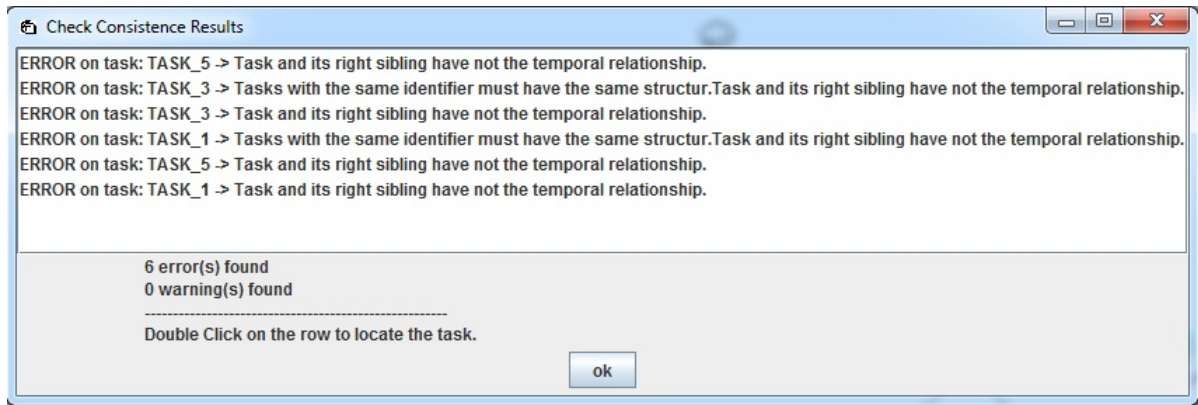 Check Consistence Results
ERROR on task: TASK_5 -> Task and its right sibling have not the temporal relationship.
ERROR on task: TASK_3 -> Tasks with the same identifier must have the same structur.Task and its right sibling have not the temporal relationship.
ERROR on task: TASK_3 -> Task and its right sibling have not the temporal relationship.
ERROR on task: TASK_1 -> Tasks with the same identifier must have the same structur.Task and its right sibling have not the temporal relationship.
ERROR on task: TASK_5 -> Task and its right sibling have not the temporal relationship.
ERROR on task: TASK_1 -> Task and its right sibling have not the temporal relationship.
6 error(s) found
0 warning(s) found
------------------------------------------------------
Double Click on the row to locate the task.
ok